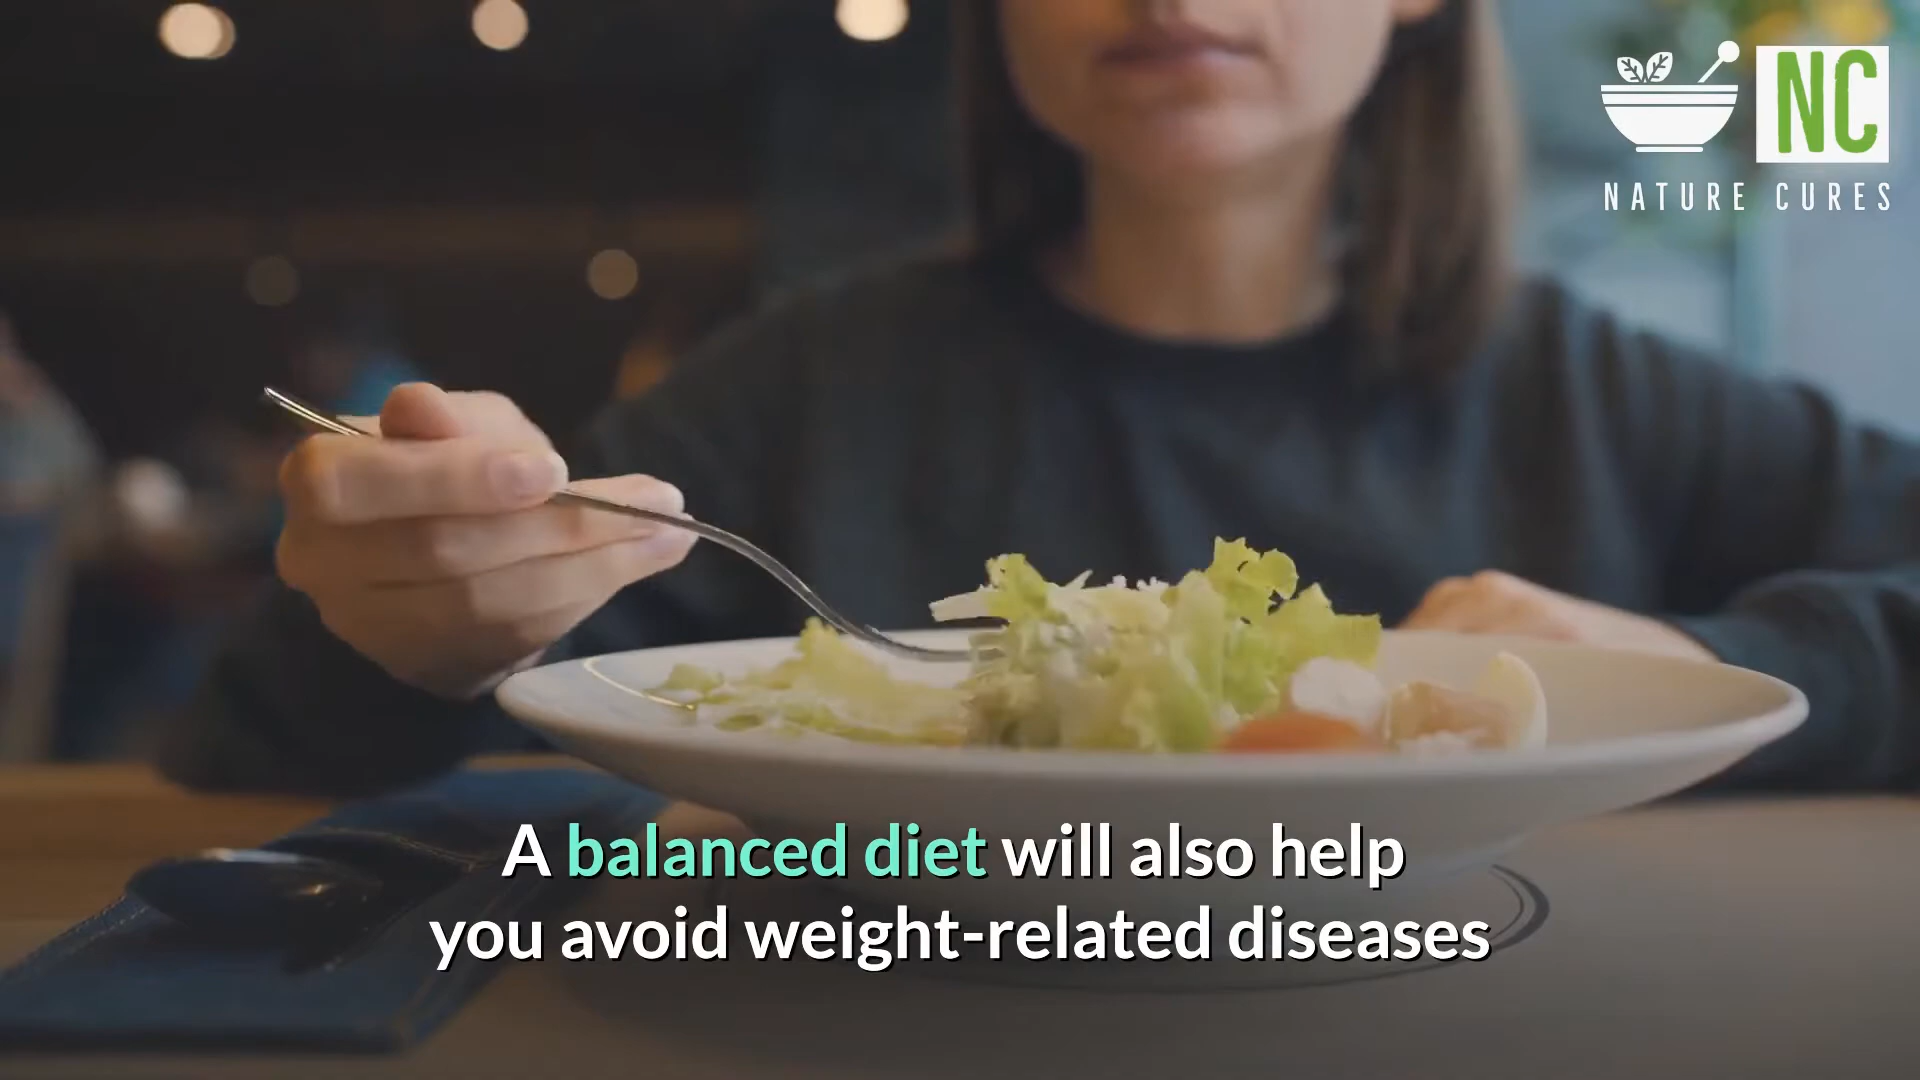 NC
NATURE CURES
A balanced diet will also help
you avoid weight-related diseases